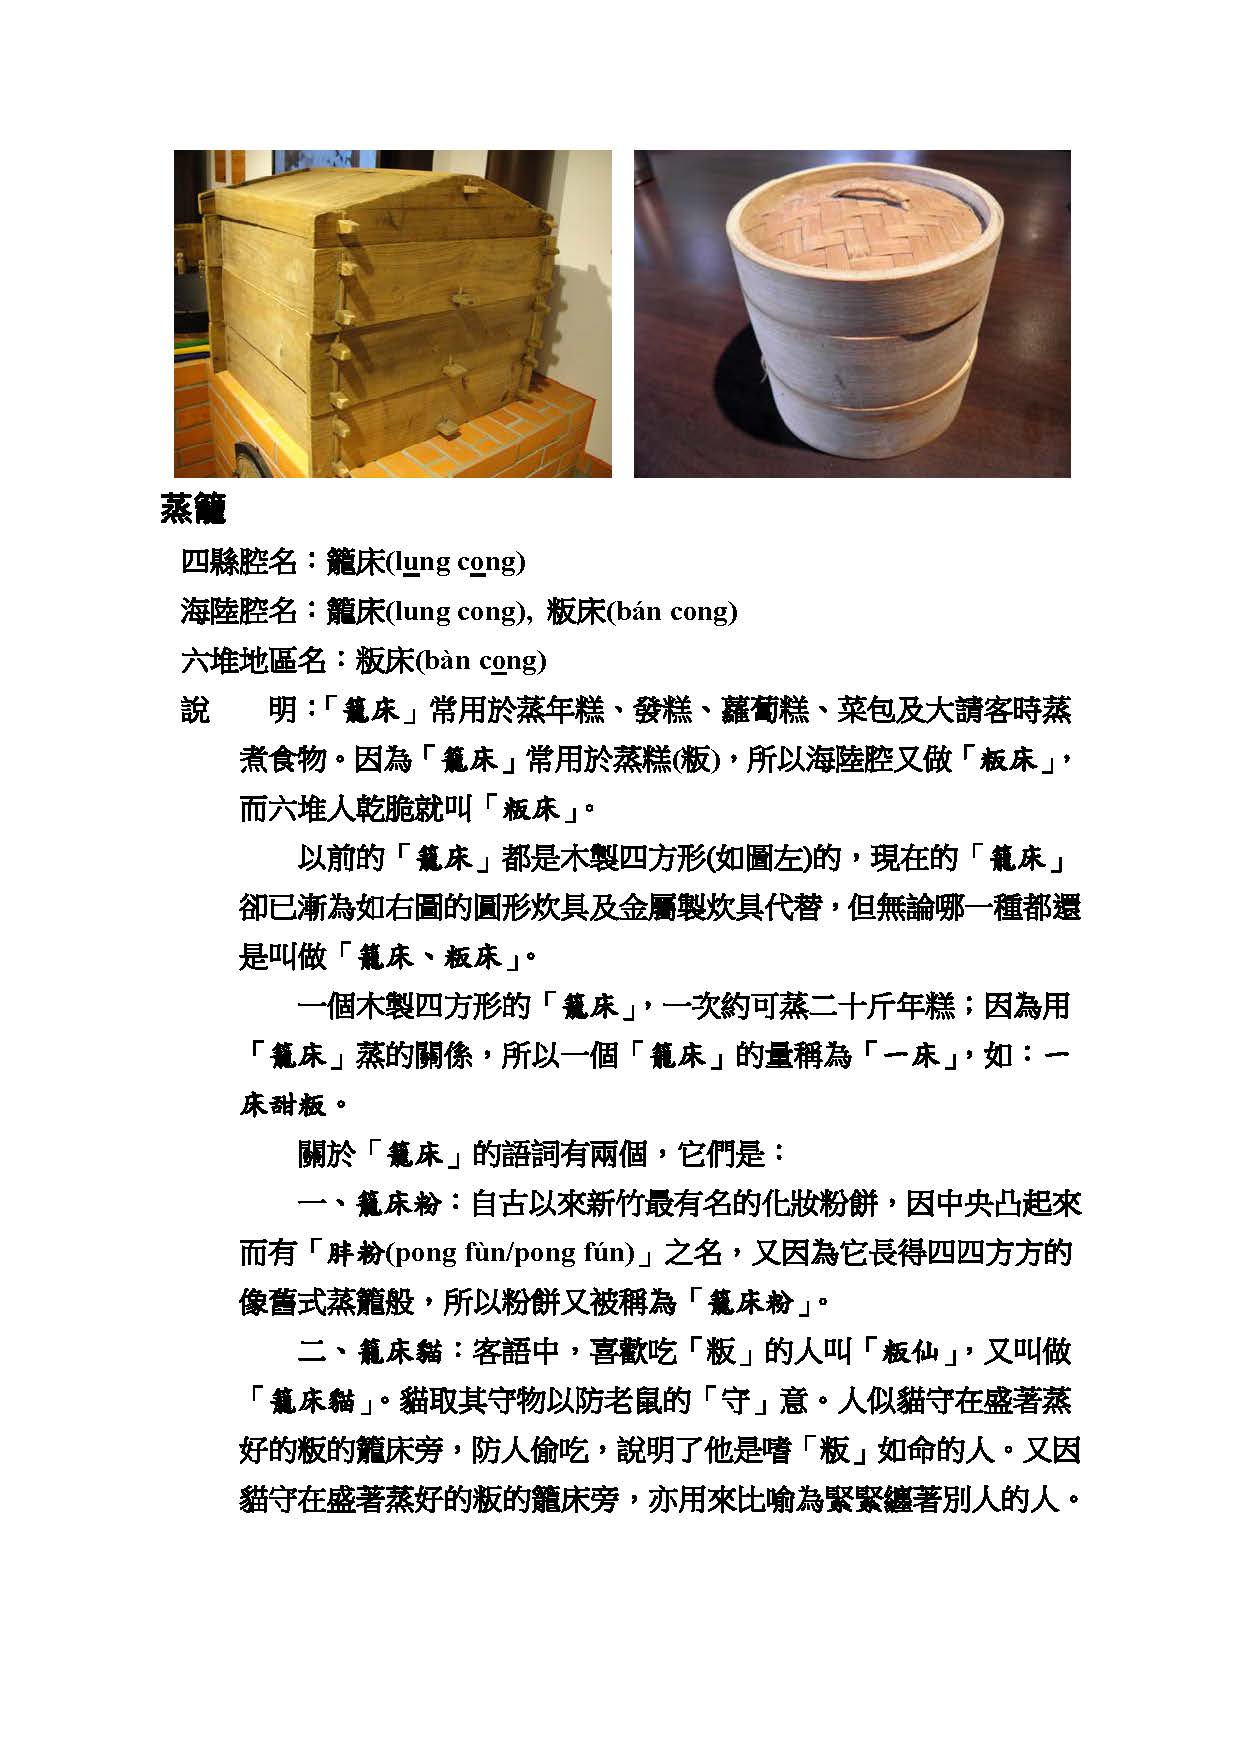 蒸籠
四縣腔名：籠床(lung cong)
海陸腔名：籠床(lung cong), 粄床(bán cong)
六堆地區名：粄床(bàn cong)
說　　明：「籠床」常用於蒸年糕、發糕、蘿蔔糕、菜包及大請客時蒸
煮食物。因為「籠床」常用於蒸糕(粄)，所以海陸腔又做「粄床」，
而六堆人乾脆就叫「粄床」。
以前的「籠床」都是木製四方形(如圖左)的，現在的「籠床」
卻已漸為如右圖的圓形炊具及金屬製炊具代替，但無論哪一種都還
是叫做「籠床、粄床」。
一個木製四方形的「籠床」，一次約可蒸二十斤年糕；因為用
「籠床」蒸的關係，所以一個「籠床」的量稱為「一床」，如：一
床甜粄。
關於「籠床」的語詞有兩個，它們是：
一、籠床粉：自古以來新竹最有名的化妝粉餅，因中央凸起來
而有「胖粉(pong fùn/pong fún)」之名，又因為它長得四四方方的
像舊式蒸籠般，所以粉餅又被稱為「籠床粉」。
二、籠床貓：客語中，喜歡吃「粄」的人叫「粄仙」，又叫做
「籠床貓」。貓取其守物以防老鼠的「守」意。人似貓守在盛著蒸
好的粄的籠床旁，防人偷吃，說明了他是嗜「粄」如命的人。又因
貓守在盛著蒸好的粄的籠床旁，亦用來比喻為緊緊纏著別人的人。